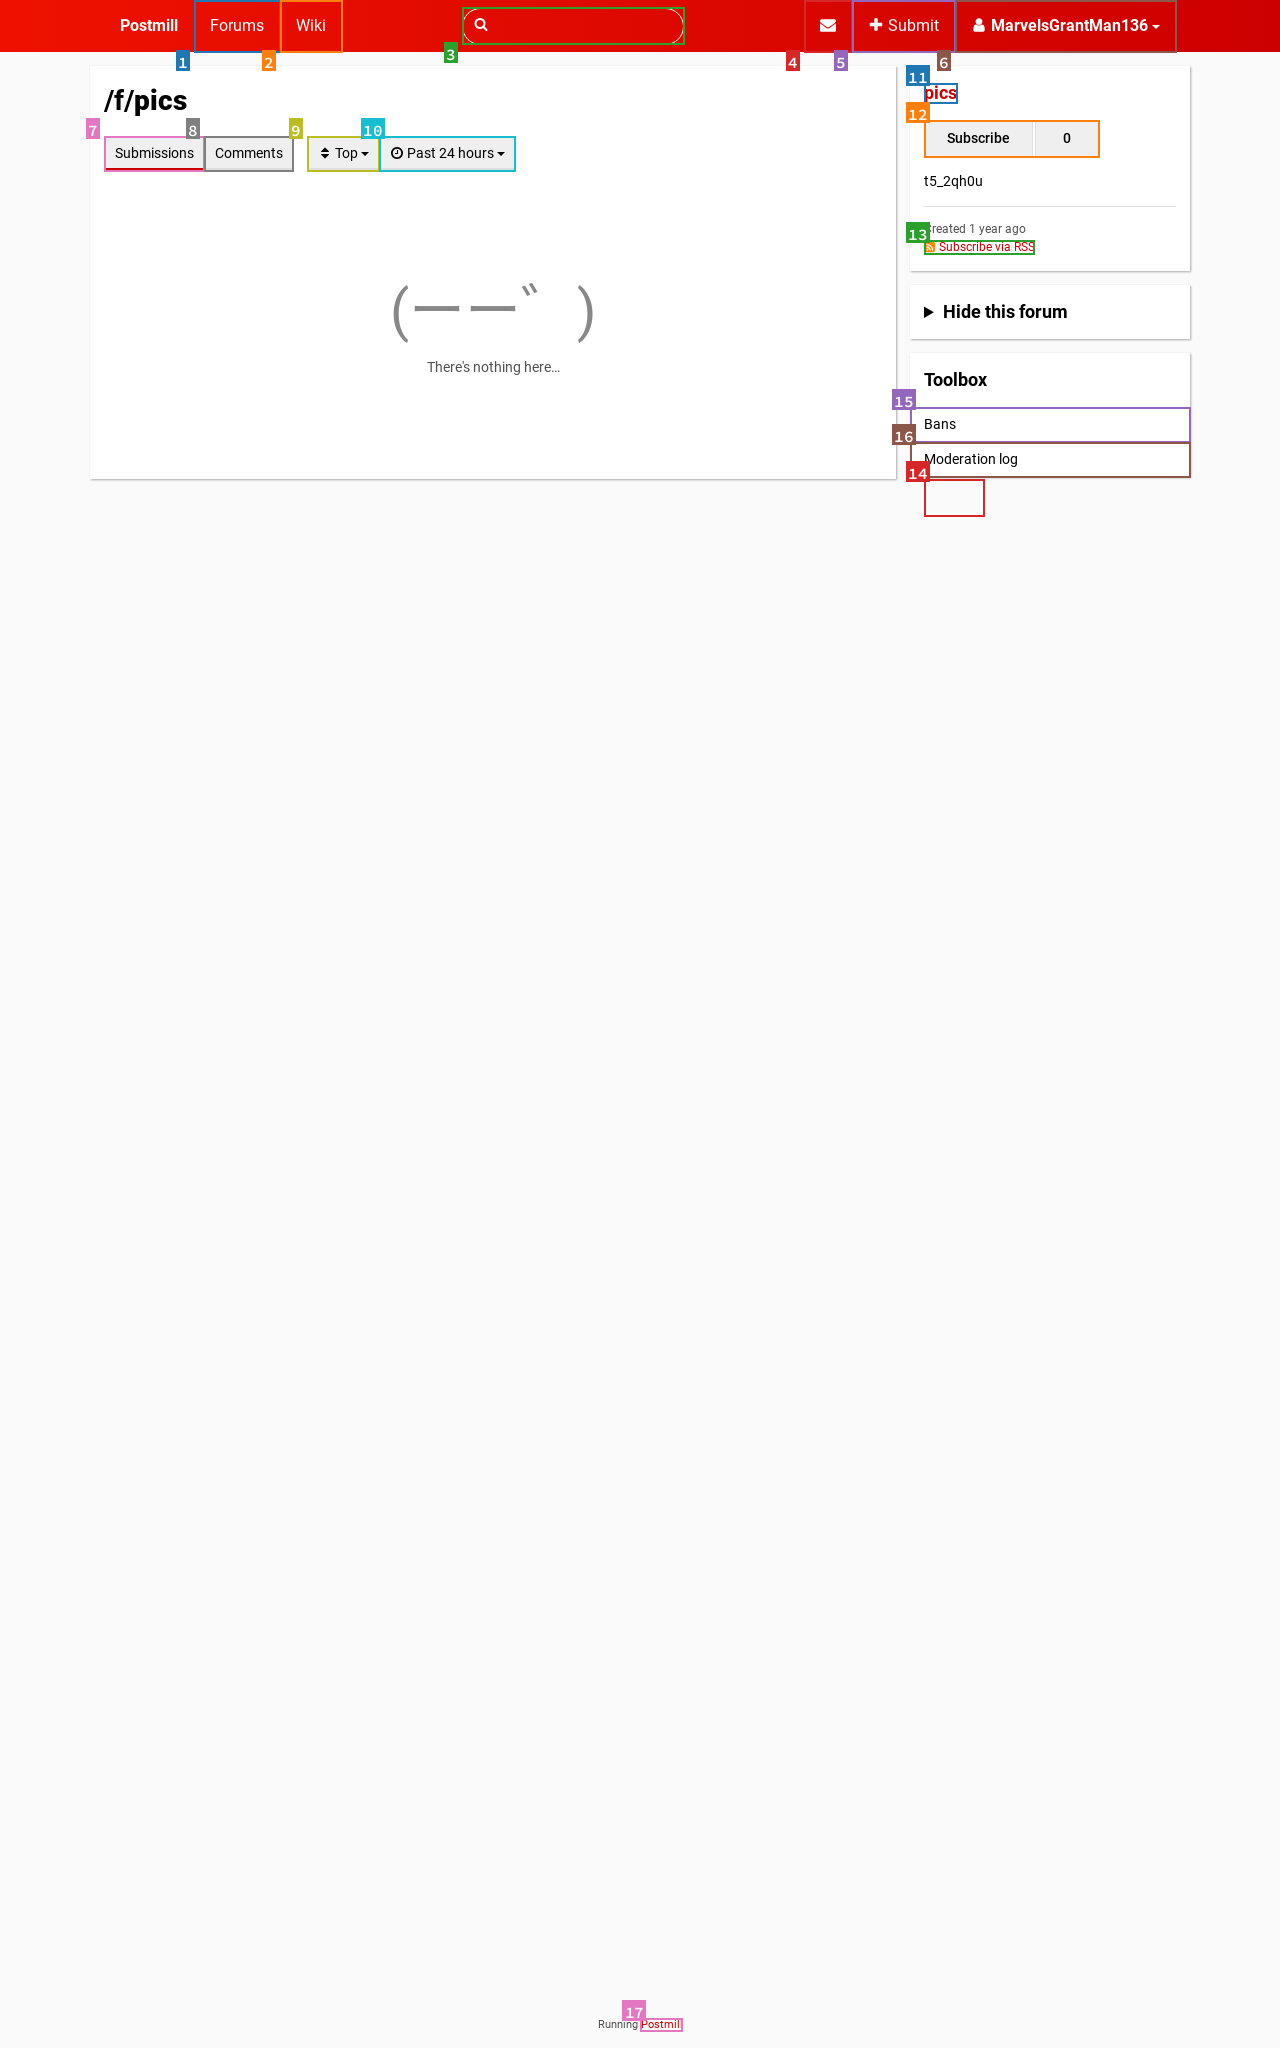 Postmill
Forums
Wiki
Submit
MarvelsGrantMan136
1
2
3
4
5
6
/f/pics
7
8
9
10
Submissions
Comments
Top
Past 24 hours
(ーー゛)
There's nothing here…
11
pics
12
Subscribe
0
t5_2qh0u
Created 1 year ago
13
Subscribe via RSS
Hide this forum
Toolbox
15
Bans
16
Moderation log
14
17
Running Postmill